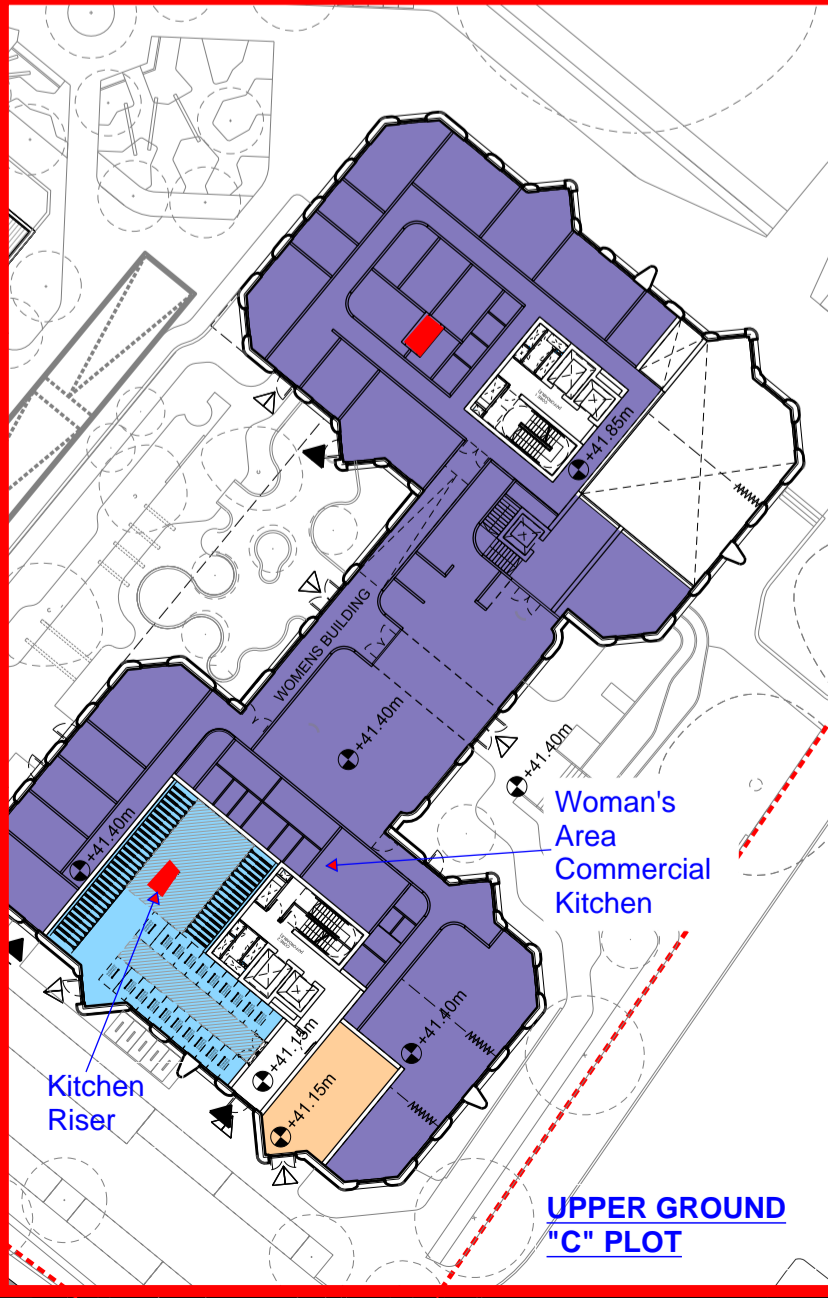 +41.85m
WOMENS BUILDING
+41.40m
+41.40m
+41.40m
Woman's
Area
Commercial
Kitchen
+41.40m
+41.15m
+41.15m
Kitchen
Riser
UPPER GROUND
"C" PLOT